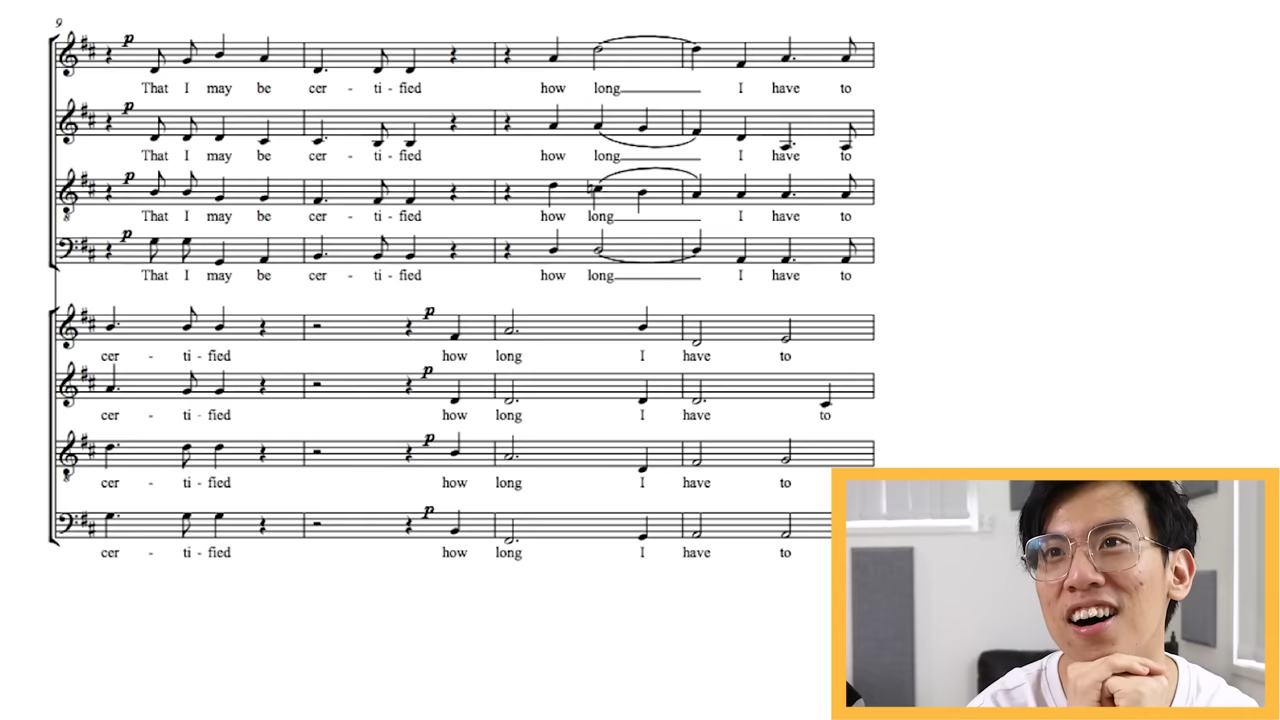 9
p
That I may be cer - ti - fied how long I have to
p
That I may be cer - ti - fied how long I have to
p
8
That I may be cer - ti - fied how long I have to
p
That I may be cer - ti - fied how long I have to
p
cer - ti - fied how long I have to
p
cer - ti - fied how long I have to
p
8
cer - ti - fied how long I have to
p
cer - ti - fied how long I have to